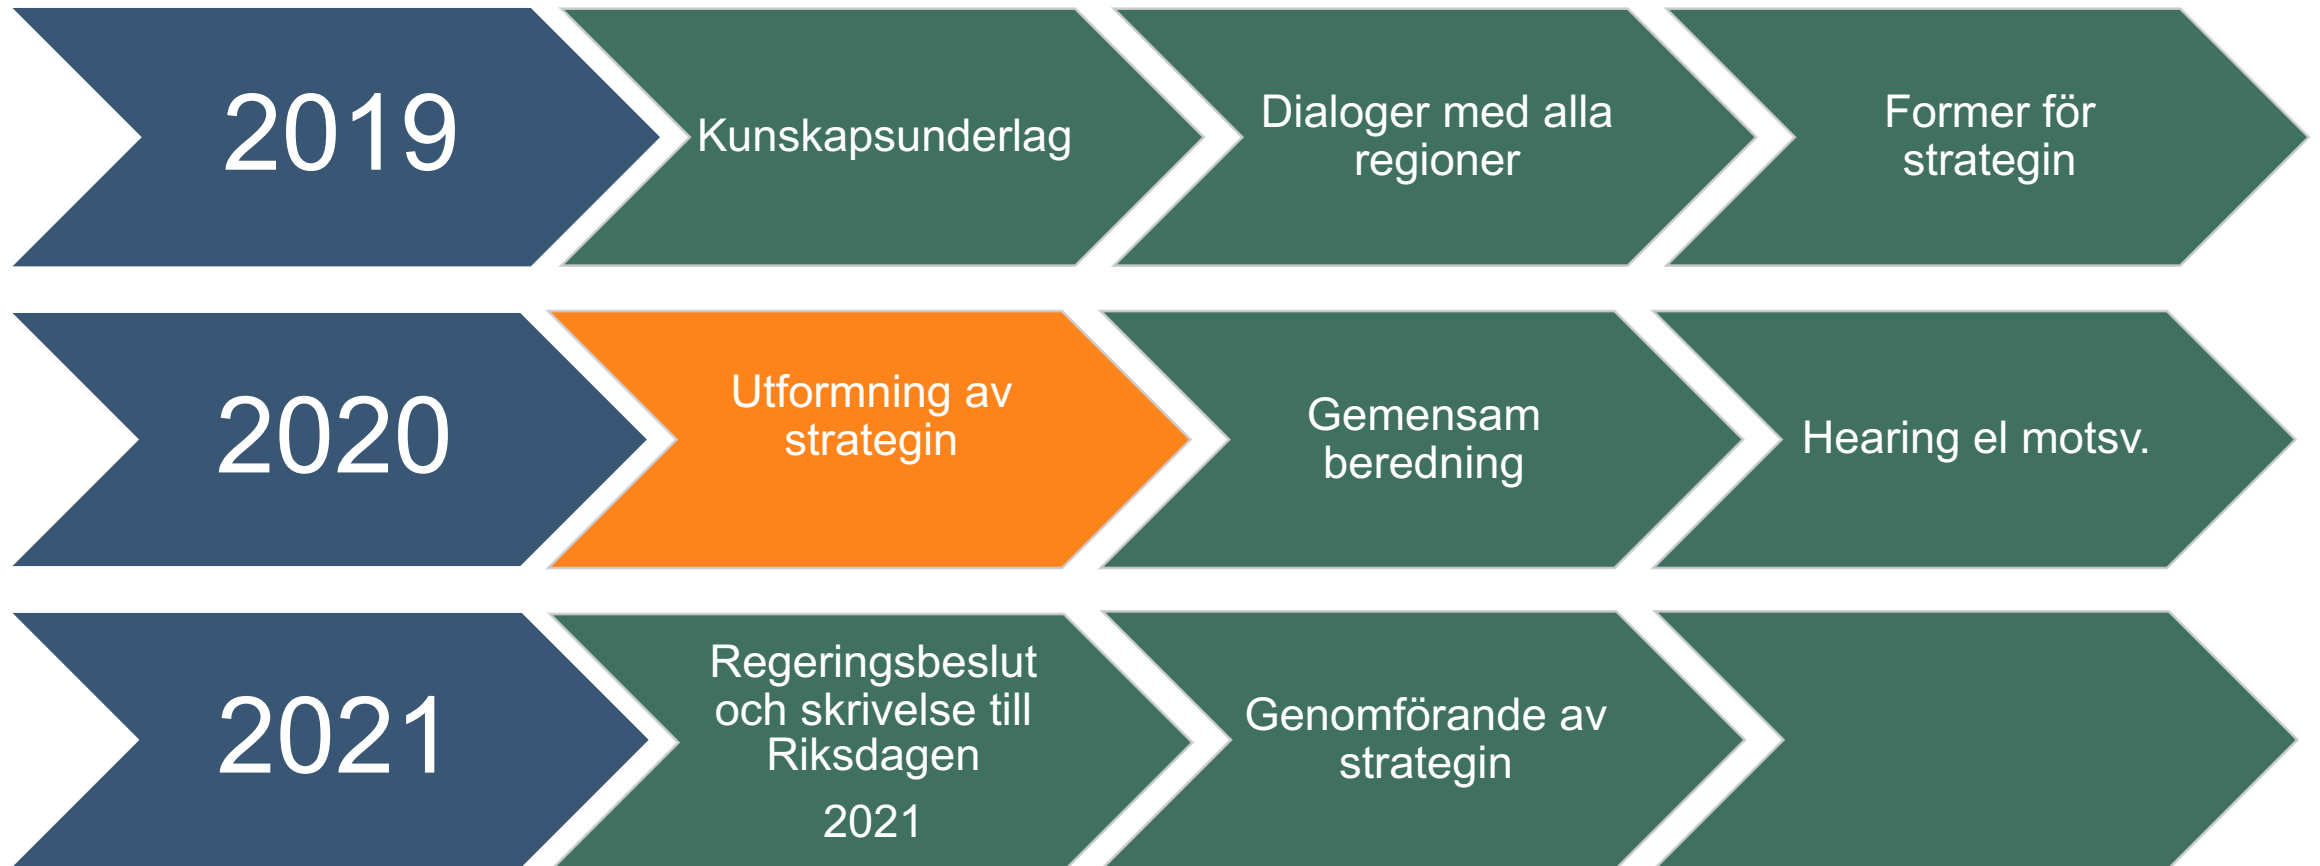 2019
Kunskapsunderlag
Dialoger med alla
regioner
Former för
strategin
2020
Utformning av
strategin
Gemensam
beredning
Hearing el motsv.
2021
Regeringsbeslut
och skrivelse till
Riksdagen
2021
Genomförande av
strategin